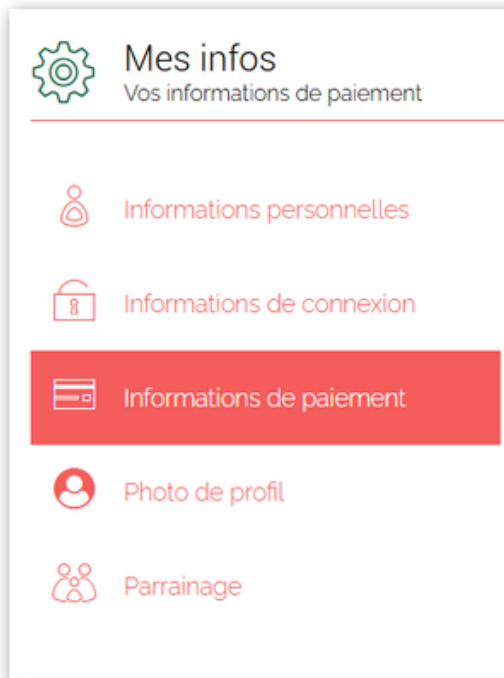 Mes infos
Vos informations de paiement
Informations personnelles
Informations de connexion
Informations de paiement
Photo de profil
Parrainage